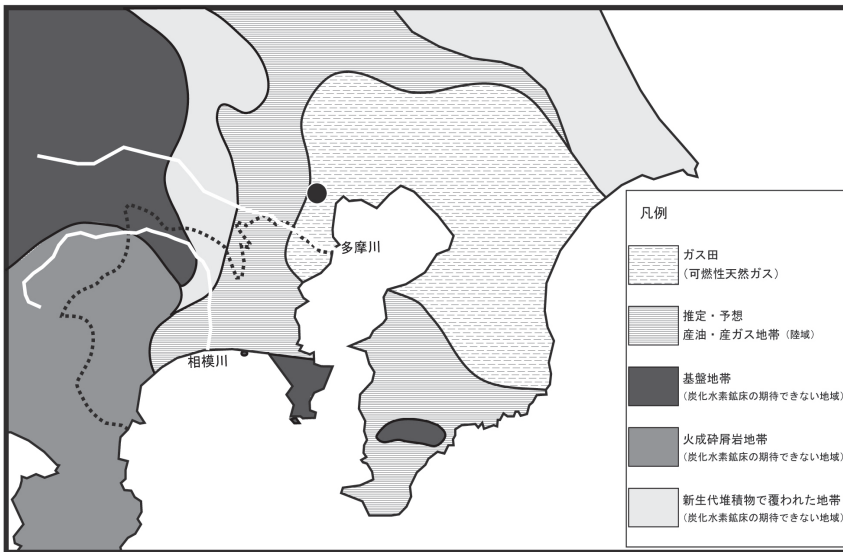 多摩川
相模川
凡例
ガス田
(可燃性天然ガス)
推定・予想
産油・産ガス地帯(陸域)
基盤地帯
(炭化水素鉱床の期待できない地域)
火成砕屑岩地帯
(炭化水素鉱床の期待できない地域)
新生代堆積物で覆われた地帯
(炭化水素鉱床の期待できない地域)